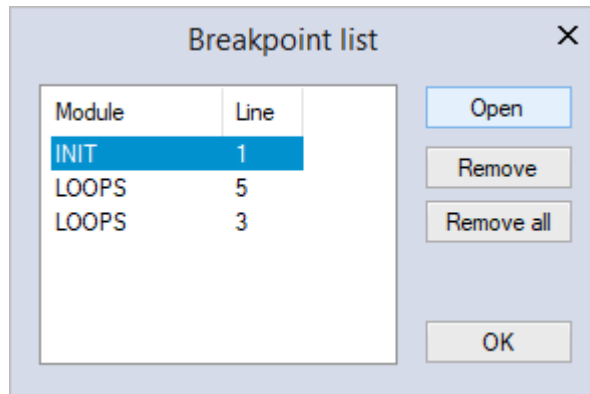 Breakpoint list
Module Line
INIT 1
LOOPS 5
LOOPS 3
Open
Remove
Remove all
OK